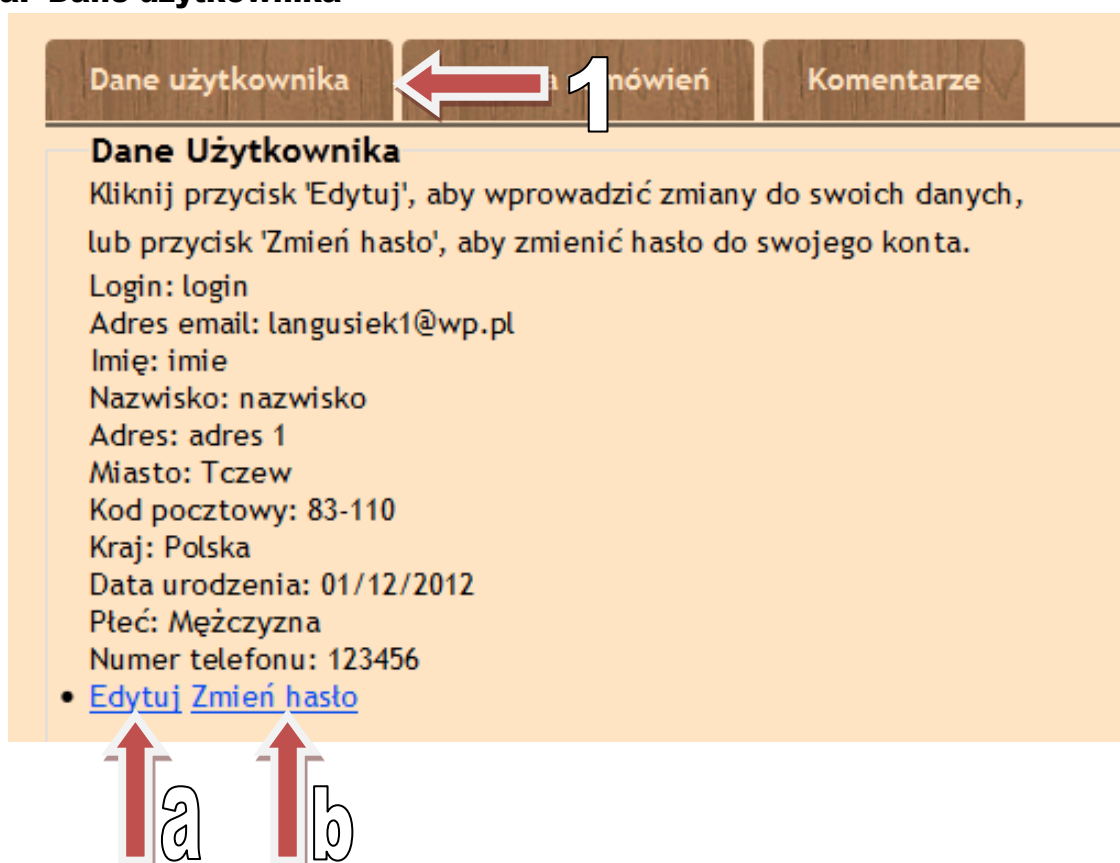 Dane użytkownika
Dane użytkownika 1 mówień Komentarze
Dane Użytkownika
Kliknij przycisk 'Edytuj', aby wprowadzić zmiany do swoich danych,
lub przycisk 'Zmień hasło', aby zmienić hasło do swojego konta.
Login: login
Adres email: langusiek1@wp.pl
Imię: imie
Nazwisko: nazwisko
Adres: adres 1
Miasto: Tczew
Kod pocztowy: 83-110
Kraj: Polska
Data urodzenia: 01/12/2012
Płeć: Mężczyzna
Numer telefonu: 123456
• Edytuj Zmień hasło
a b